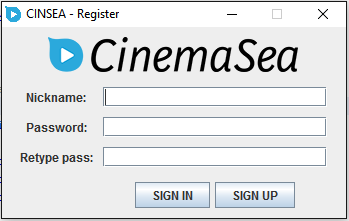 CINSEA - Register
CinemaSea
Nickname:
Password:
Retype pass:
SIGN IN SIGN UP